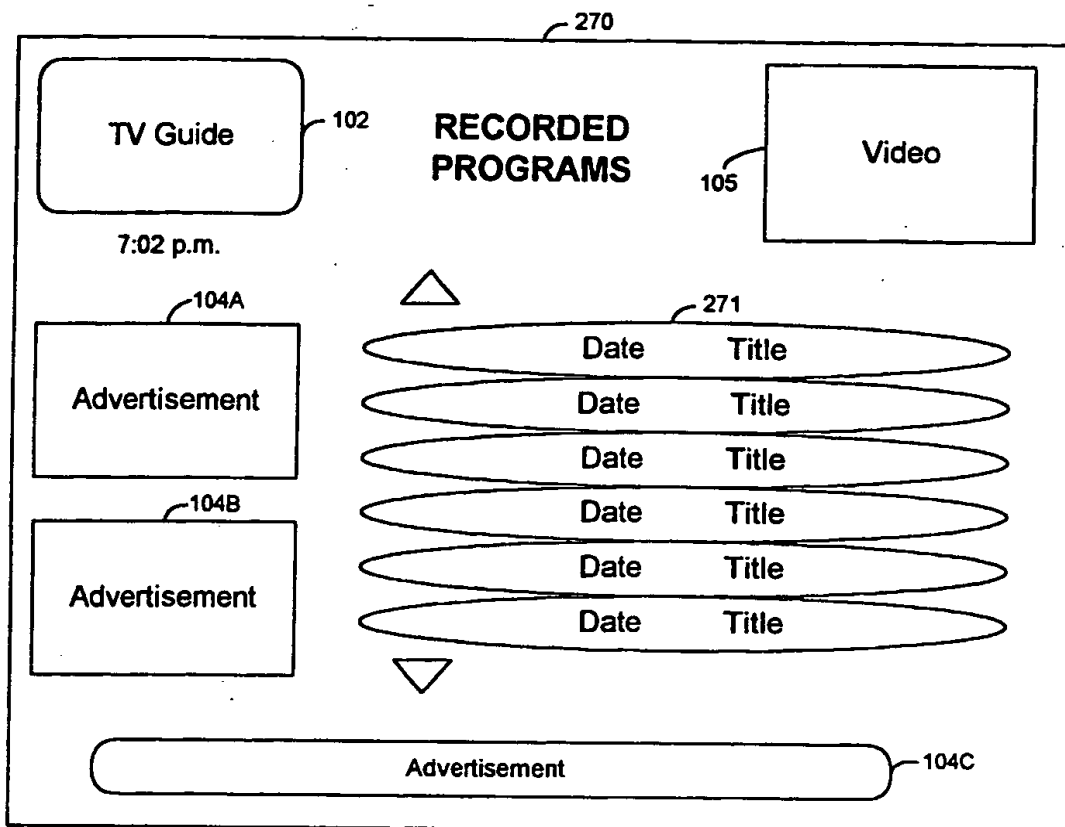 270
TV Guide
102
RECORDED
PROGRAMS
105
Video
7:02 p.m.
104A
Advertisement
104B
Advertisement
271
Date Title
Date Title
Date Title
Date Title
Date Title
Date Title
Advertisement
104C